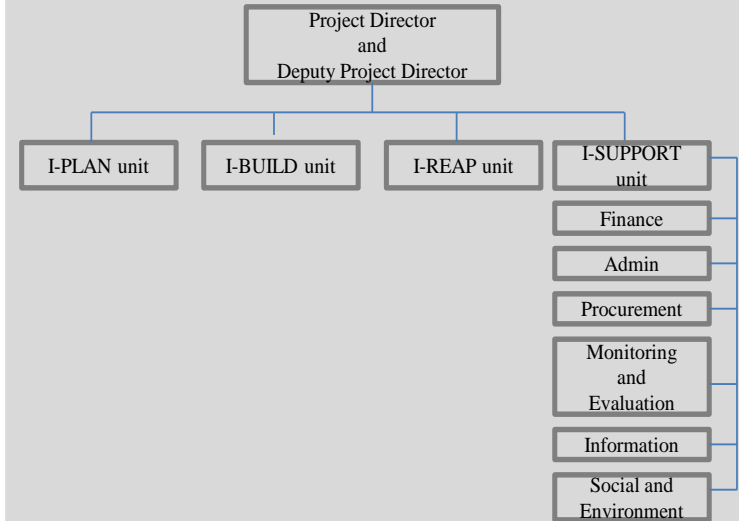 Project Director
and
Deputy Project Director
I-PLAN unit
I-BUILD unit
I-REAP unit
I-SUPPORT
unit
Finance
Admin
Procurement
Monitoring
and
Evaluation
Information
Social and
Environment